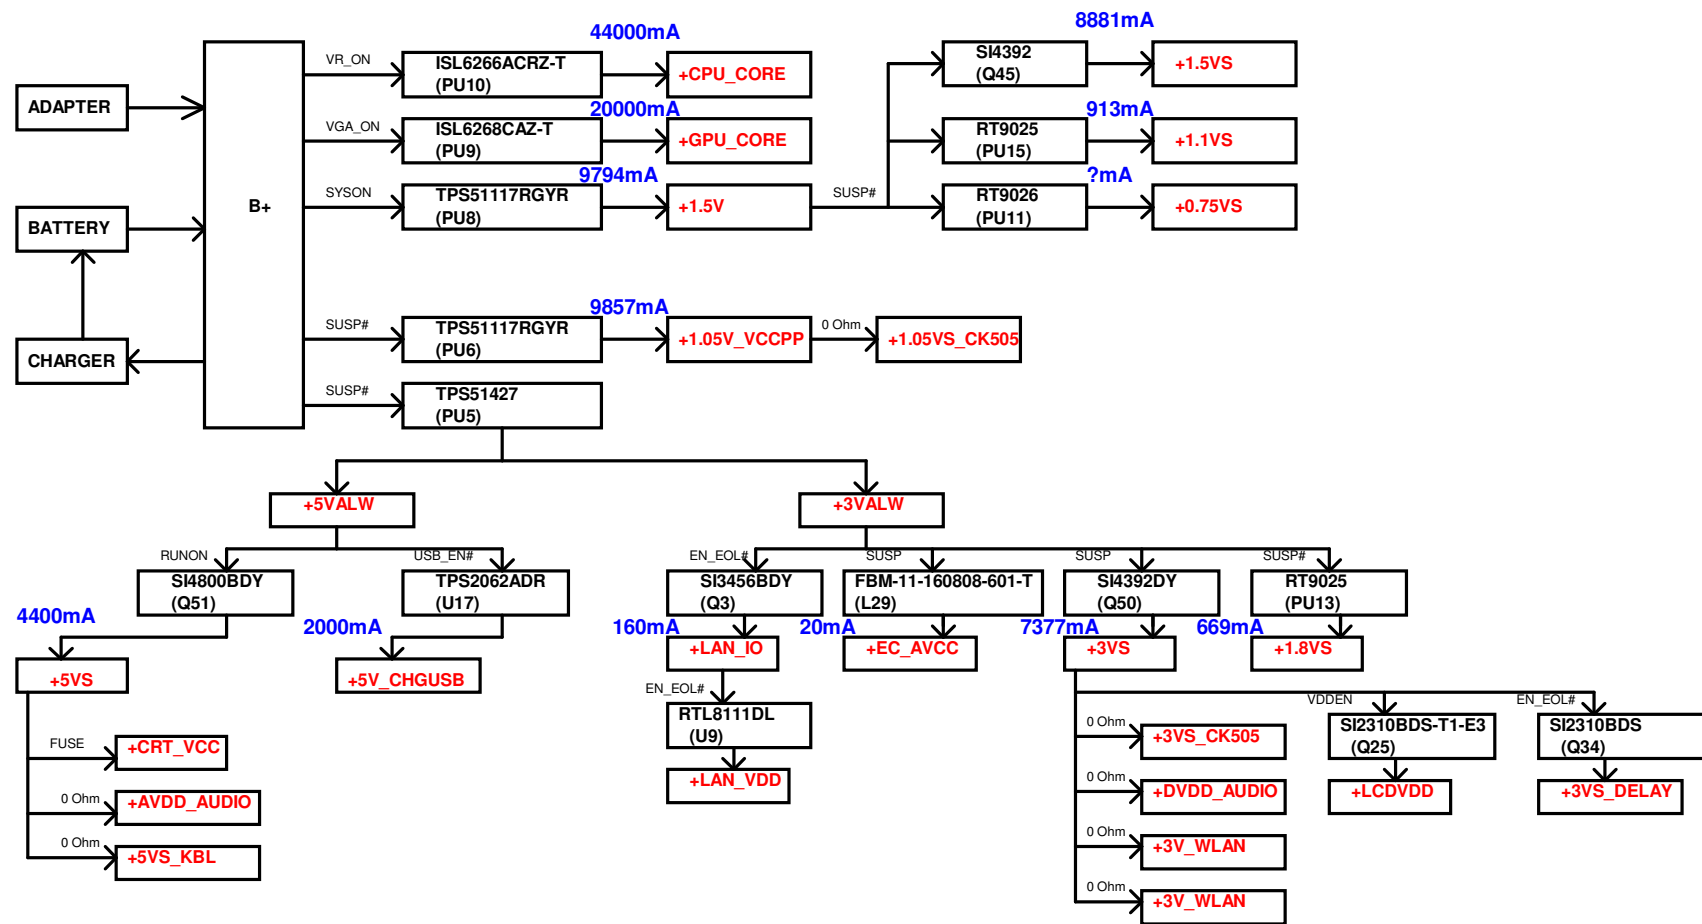 44000mA
8881mA
VR_ON
ISL6266ACRZ-T
(PU10)
+CPU_CORE
SI4392
(Q45)
+1.5VS
ADAPTER
20000mA
913mA
VGA_ON
ISL6268CAZ-T
(PU9)
+GPU_CORE
RT9025
(PU15)
+1.1VS
9794mA
?mA
B+
SYSON
TPS51117RGYR
(PU8)
+1.5V
SUSP#
RT9026
(PU11)
+0.75VS
BATTERY
9857mA
SUSP#
TPS51117RGYR
(PU6)
+1.05V_VCCPP
0 Ohm
+1.05VS_CK505
CHARGER
SUSP#
TPS51427
(PU5)
+5VALW
+3VALW
RUNON
SI4800BDY
(Q51)
USB_EN#
TPS2062ADR
(U17)
EN_EOL#
SI3456BDY
(Q3)
SUSP
FBM-11-160808-601-T
(L29)
SUSP
SI4392DY
(Q50)
SUSP#
RT9025
(PU13)
4400mA
2000mA
160mA
20mA
7377mA
669mA
+5VS
+5V_CHGUSB
+LAN_IO
+EC_AVCC
+3VS
+1.8VS
EN_EOL#
RTL8111DL
(U9)
+LAN_VDD
VDDEN
SI2310BDS-T1-E3
(Q25)
+LCDVDD
EN_EOL#
SI2310BDS
(Q34)
+3VS_DELAY
FUSE
+CRT_VCC
0 Ohm
+AVDD_AUDIO
0 Ohm
+5VS_KBL
0 Ohm
+3VS_CK505
0 Ohm
+DVDD_AUDIO
0 Ohm
+3V_WLAN
0 Ohm
+3V_WLAN